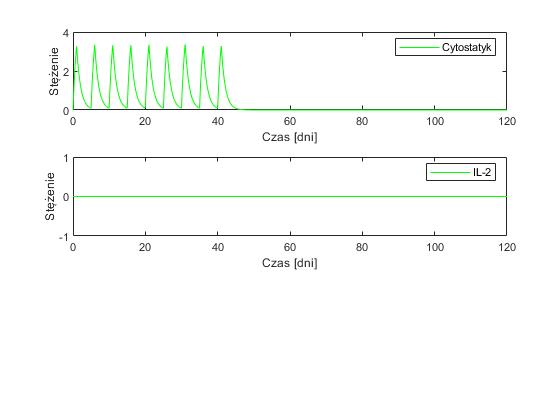 4
2
0
Stężenie
Cytostatyk
0 20 40 60 80 100 120
Czas [dni]
1
0
-1
Stężenie
IL-2
0 20 40 60 80 100 120
Czas [dni]